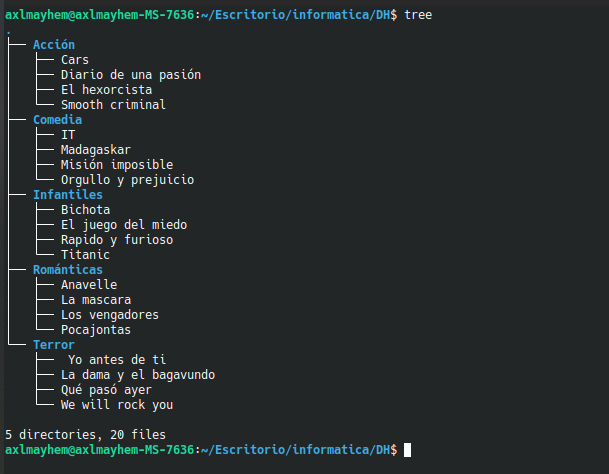 axlmayhem@axlmayhem-MS-7636:~/Escritorio/informatica/DH$ tree
.
├── Acción
│   ├── Cars
│   ├── Diario de una pasión
│   ├── El hexorcista
│   └── Smooth criminal
├── Comedia
│   ├── IT
│   ├── Madagaskar
│   ├── Misión imposible
│   └── Orgullo y prejuicio
├── Infantiles
│   ├── Bichota
│   ├── El juego del miedo
│   ├── Rapido y furioso
│   └── Titanic
├── Románticas
│   ├── Anavelle
│   ├── La mascara
│   ├── Los vengadores
│   └── Pocajontas
└── Terror
    ├──  Yo antes de ti
    ├── La dama y el bagavundo
    ├── Qué pasó ayer
    └── We will rock you

5 directories, 20 files
axlmayhem@axlmayhem-MS-7636:~/Escritorio/informatica/DH$